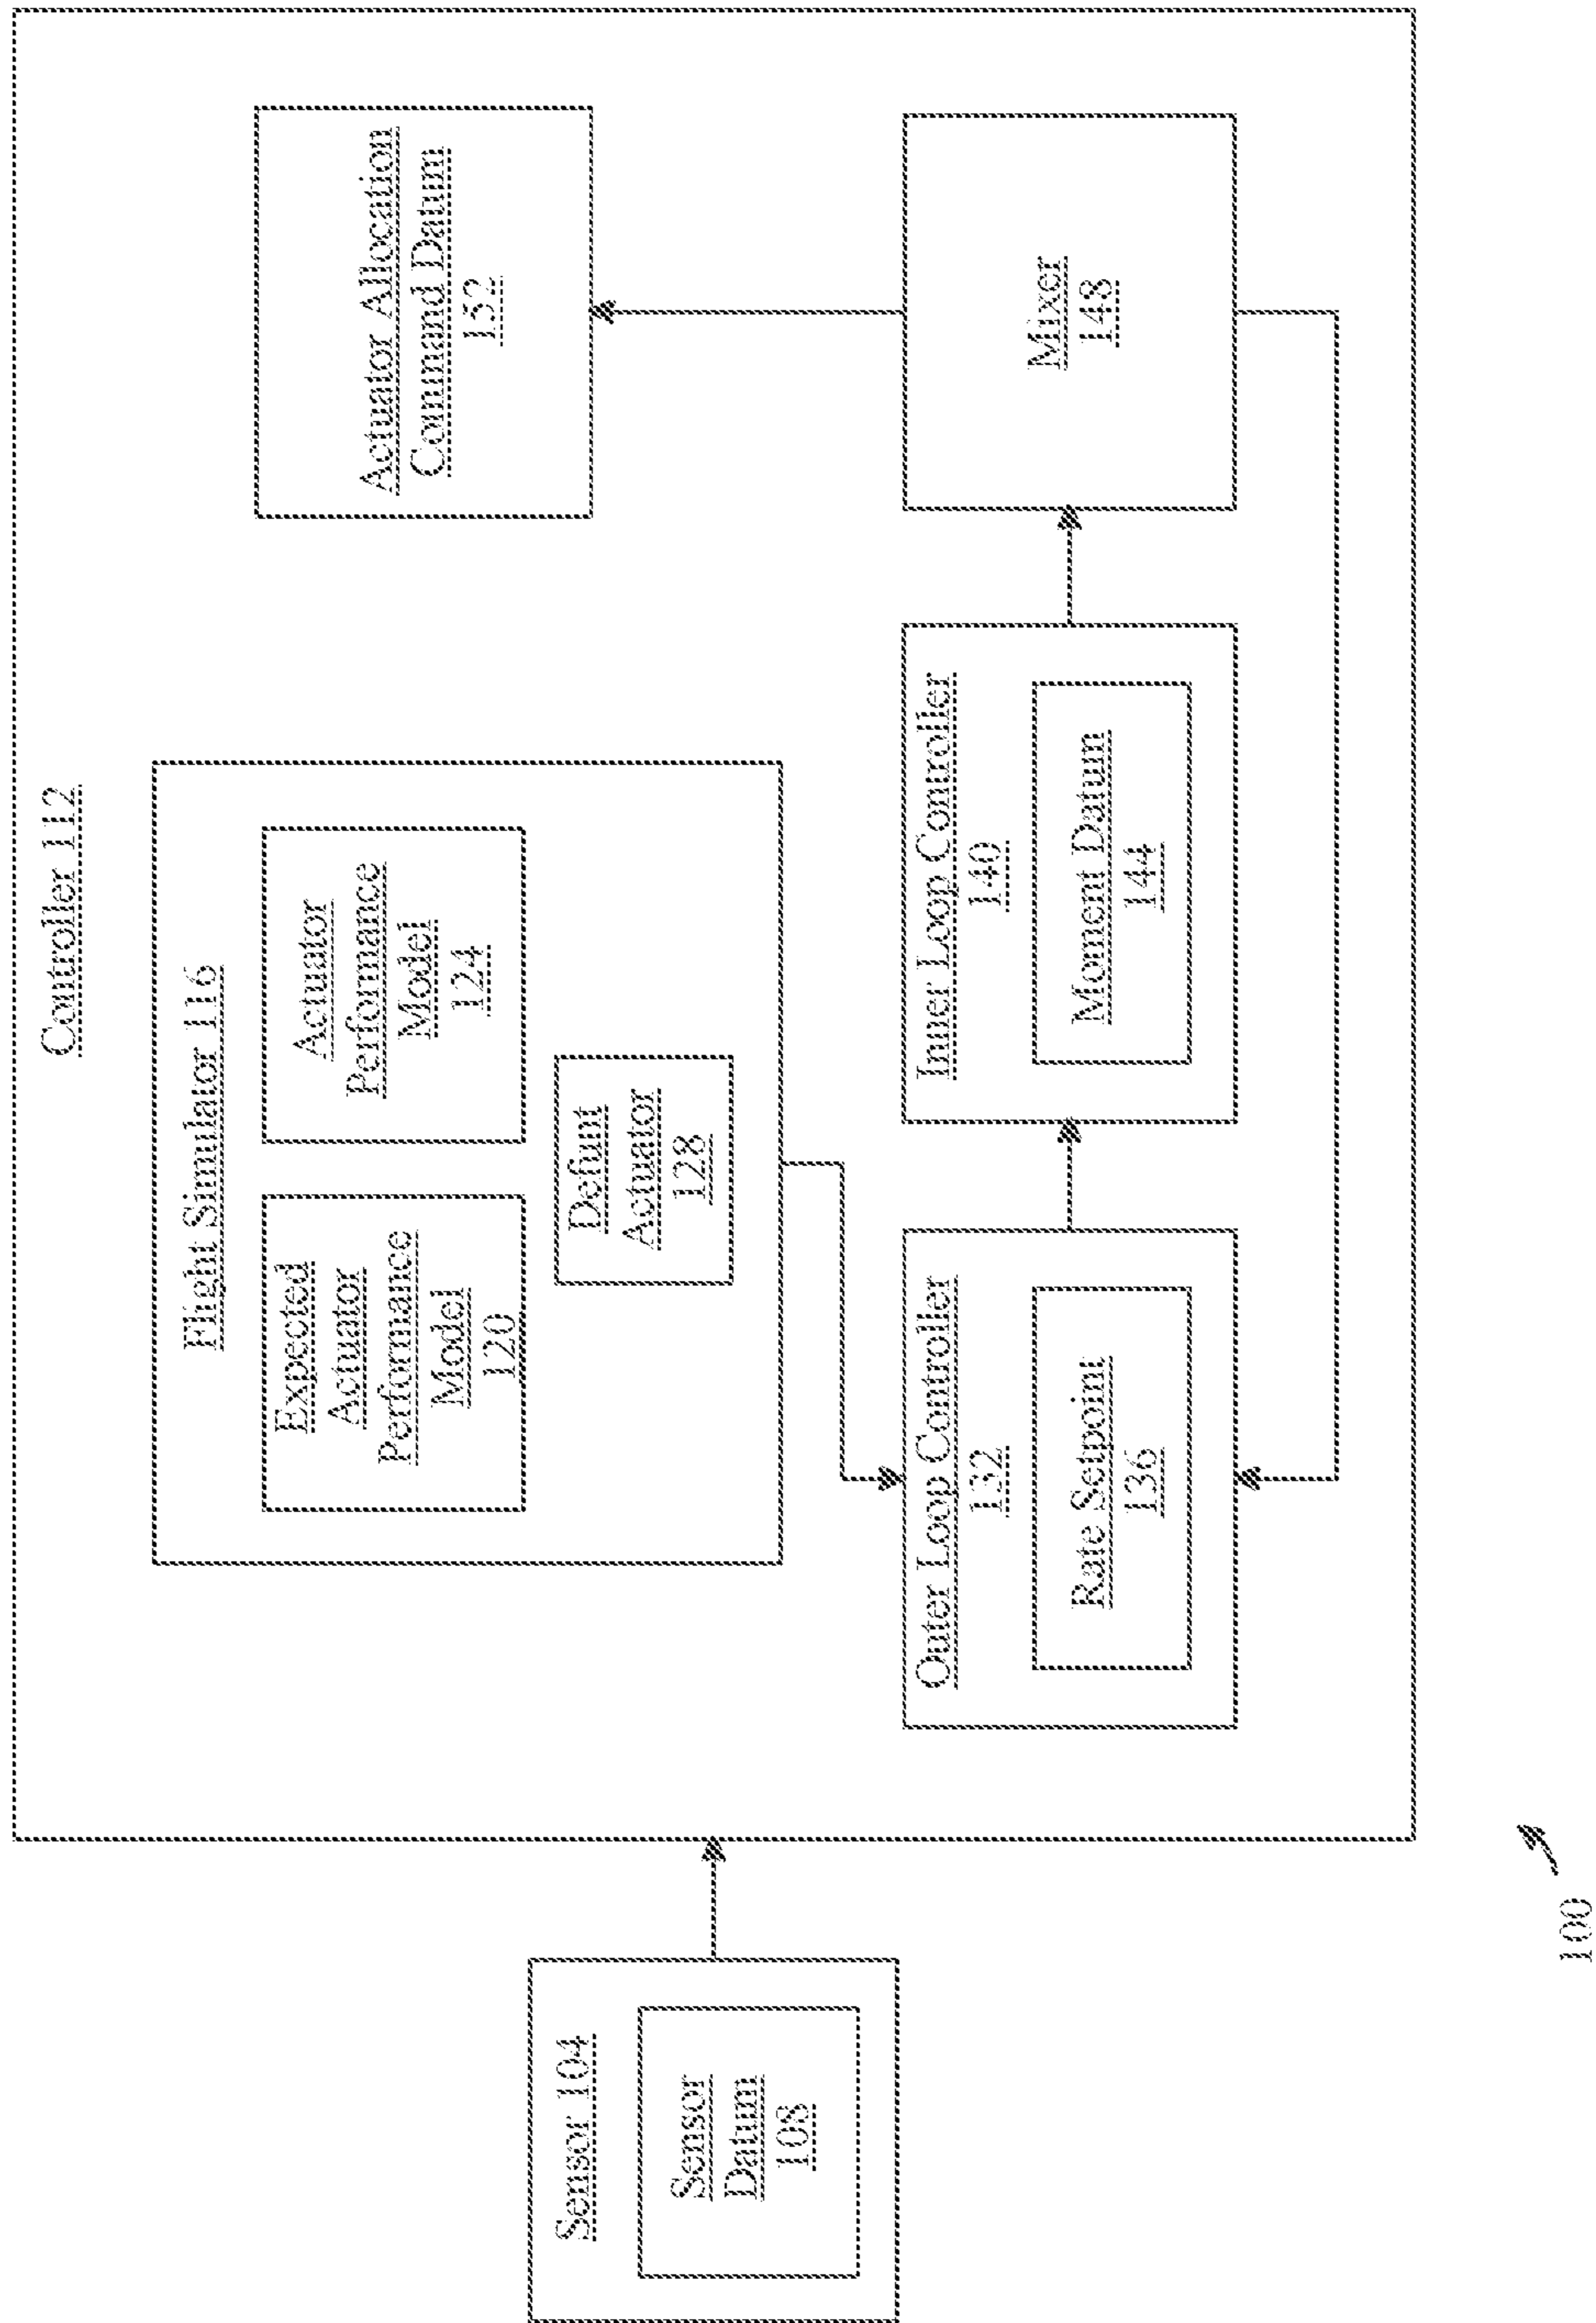 Controller 112
Flight Simulator 116
Expected
Actuator
Performance
Model
120
Actuator
Performance
Model
124
Defunt
Actuator
128
Actuator Allocation
Command Datum
152
Sensor 104
Sensor
Datum
108
Outer Loop Controller
132
Rate Setpoint
136
Inner Loop Controller
140
Moment Datum
144
Mixer
148
100